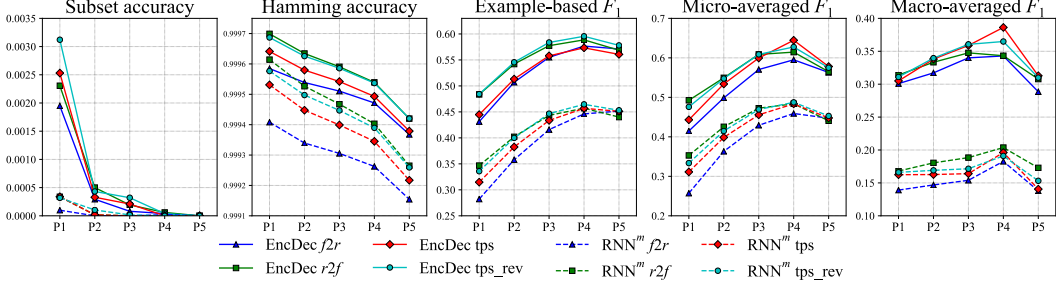 Subset accuracy Hamming accuracy Example-based F1 Micro-averaged F1 Macro-averaged F1
0.0035 0.9997 0.60 0.7 0.40
0.0030 0.9996 0.55 0.6 0.35
0.0025 0.9995 0.50 0.5 0.30
0.0020 0.9994 0.45 0.4 0.25
0.0015 0.9993 0.40 0.3 0.20
0.0010 0.9992 0.35 0.2 0.15
0.0005 0.9991 0.30 0.10
0.0000 0.25
P1 P2 P3 P4 P5 P1 P2 P3 P4 P5 P1 P2 P3 P4 P5 P1 P2 P3 P4 P5 P1 P2 P3 P4 P5
EncDec f2r EncDec tps RNN^m f2r RNN^m tps
EncDec r2f EncDec tps_rev RNN^m r2f RNN^m tps_rev